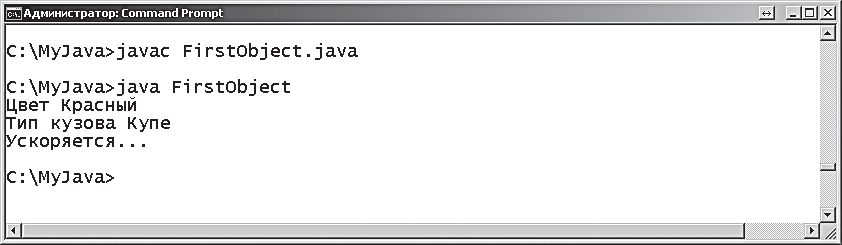 Администратор: Command Prompt
C:\MyJava>javac FirstObject.java
C:\MyJava>java FirstObject
Цвет Красный
Тип кузова Купе
Ускоряется...
C:\MyJava>